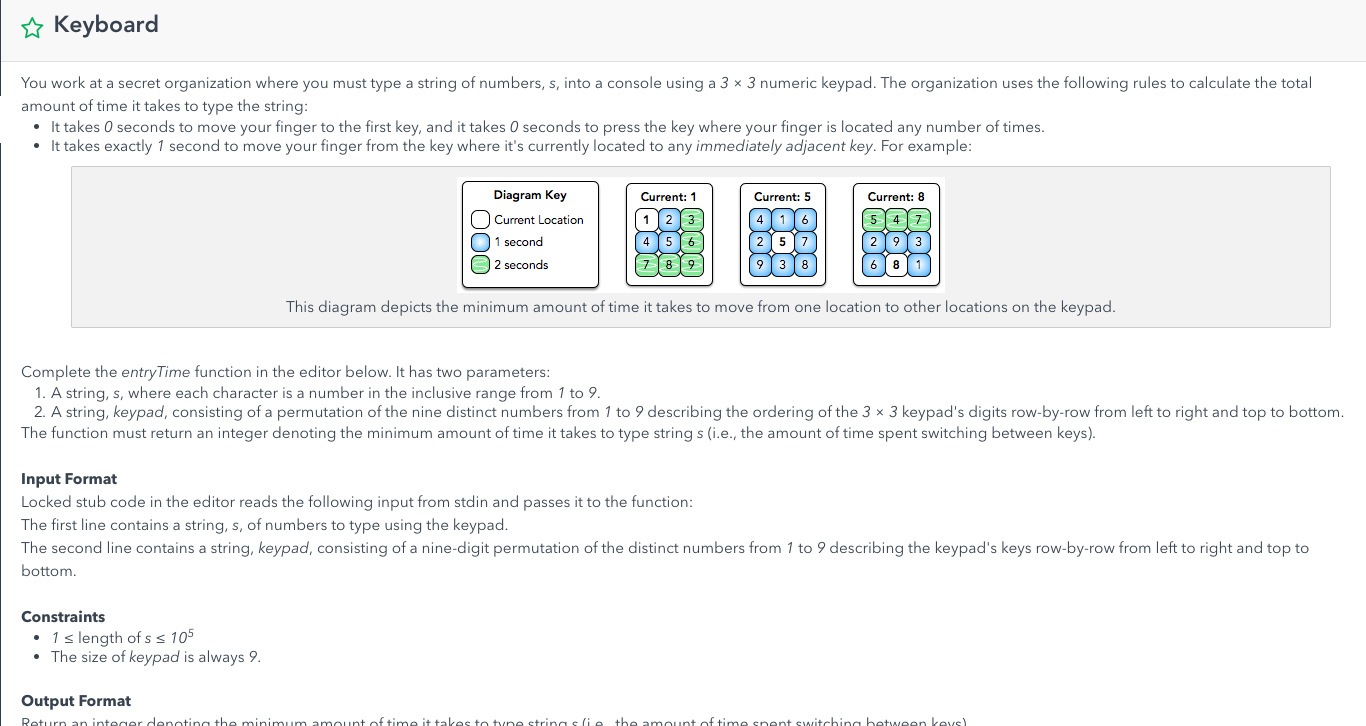 Keyboard
You work at a secret organization where you must type a string of numbers, s, into a console using a 3 × 3 numeric keypad. The organization uses the following rules to calculate the total
amount of time it takes to type the string:
• It takes 0 seconds to move your finger to the first key, and it takes 0 seconds to press the key where your finger is located any number of times.
• It takes exactly 1 second to move your finger from the key where it's currently located to any immediately adjacent key. For example:
Diagram Key
Current Location
1 second
2 seconds
Current: 1
1 2 3
4 5 6
7 8 9
Current: 5
4 1 6
2 5 7
9 3 8
Current: 8
5 4 7
2 9 3
6 8 1
This diagram depicts the minimum amount of time it takes to move from one location to other locations on the keypad.
Complete the entryTime function in the editor below. It has two parameters:
1. A string, s, where each character is a number in the inclusive range from 1 to 9.
2. A string, keypad, consisting of a permutation of the nine distinct numbers from 1 to 9 describing the ordering of the 3 × 3 keypad's digits row-by-row from left to right and top to bottom.
The function must return an integer denoting the minimum amount of time it takes to type string s (i.e., the amount of time spent switching between keys).
Input Format
Locked stub code in the editor reads the following input from stdin and passes it to the function:
The first line contains a string, s, of numbers to type using the keypad.
The second line contains a string, keypad, consisting of a nine-digit permutation of the distinct numbers from 1 to 9 describing the keypad's keys row-by-row from left to right and top to
bottom.
Constraints
• 1 ≤ length of s ≤ 10⁵
• The size of keypad is always 9.
Output Format
Return an integer denoting the minimum amount of time it takes to type string s (i.e., the amount of time spent switching between keys).